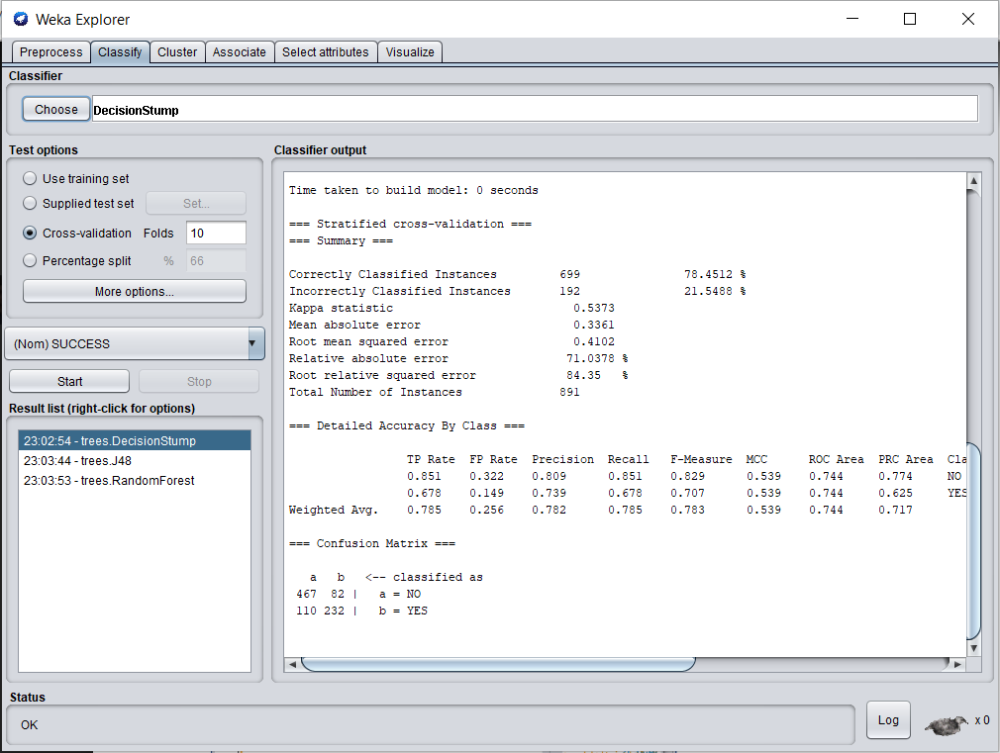 Weka Explorer
Preprocess Classify Cluster Associate Select attributes Visualize
Classifier
Choose DecisionStump
Test options
Use training set
Supplied test set Set...
Cross-validation Folds 10
Percentage split % 66
More options...
(Nom) SUCCESS
Start Stop
Result list (right-click for options)
23:02:54 - trees.DecisionStump
23:03:44 - trees.J48
23:03:53 - trees.RandomForest
Classifier output
Time taken to build model: 0 seconds
=== Stratified cross-validation ===
=== Summary ===
Correctly Classified Instances 699 78.4512 %
Incorrectly Classified Instances 192 21.5488 %
Kappa statistic 0.5373
Mean absolute error 0.3361
Root mean squared error 0.4102
Relative absolute error 71.0378 %
Root relative squared error 84.35 %
Total Number of Instances 891
=== Detailed Accuracy By Class ===
TP Rate FP Rate Precision Recall F-Measure MCC ROC Area PRC Area Cla
0.851 0.322 0.809 0.851 0.829 0.539 0.744 0.774 NO
0.678 0.149 0.739 0.678 0.707 0.539 0.744 0.625 YES
Weighted Avg. 0.785 0.256 0.782 0.785 0.783 0.539 0.744 0.717
=== Confusion Matrix ===
a b <-- classified as
467 82 | a = NO
110 232 | b = YES
Status
OK
Log
x 0